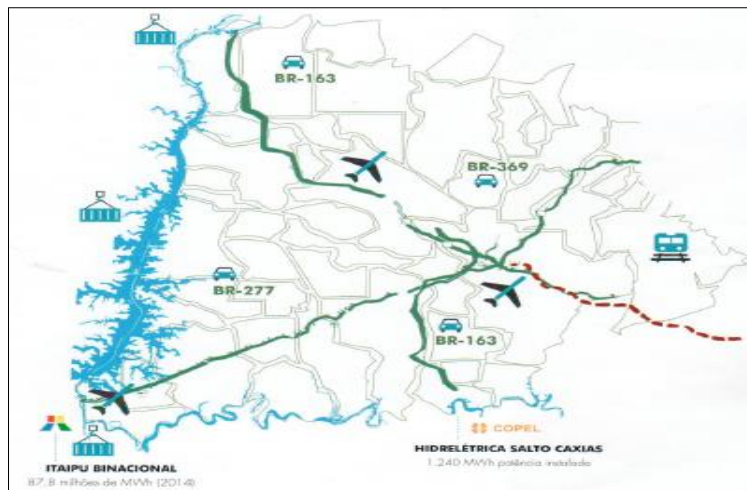 BR-163
BR-369
BR-277
BR-163
COPEL
HIDRELÉTRICA SALTO CAXIAS
1.240 MWh potência instalada
ITAIPU BINACIONAL
87,8 milhões de MWh (2014)